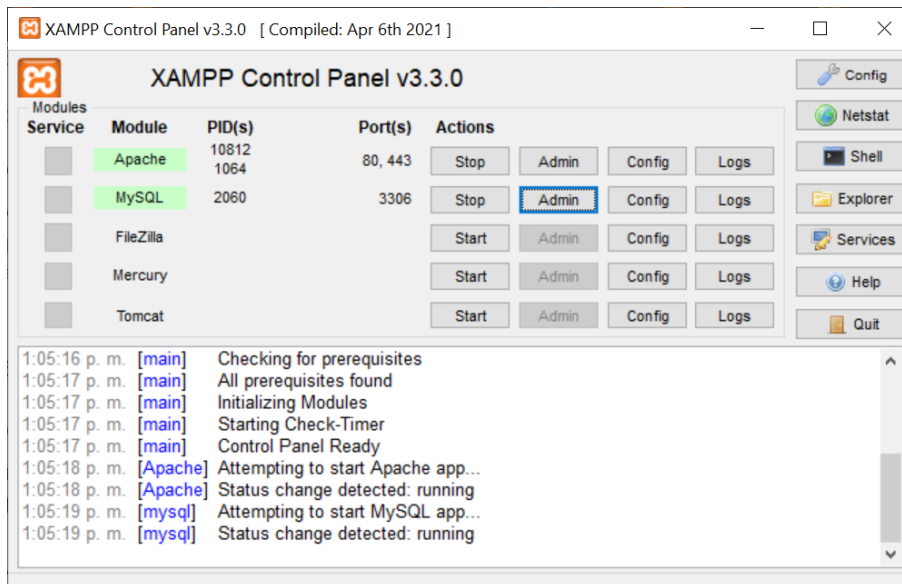 XAMPP Control Panel v3.3.0 [ Compiled: Apr 6th 2021 ]
XAMPP Control Panel v3.3.0
Config
Modules
Service Module PID(s) Port(s) Actions
Netstat
Apache 10812 1064 80, 443 Stop Admin Config Logs
Shell
MySQL 2060 3306 Stop Admin Config Logs
Explorer
FileZilla Start Admin Config Logs
Services
Mercury Start Admin Config Logs
Help
Tomcat Start Admin Config Logs
Quit
1:05:16 p. m. [main] Checking for prerequisites
1:05:17 p. m. [main] All prerequisites found
1:05:17 p. m. [main] Initializing Modules
1:05:17 p. m. [main] Starting Check-Timer
1:05:17 p. m. [main] Control Panel Ready
1:05:18 p. m. [Apache] Attempting to start Apache app...
1:05:18 p. m. [Apache] Status change detected: running
1:05:19 p. m. [mysql] Attempting to start MySQL app...
1:05:19 p. m. [mysql] Status change detected: running